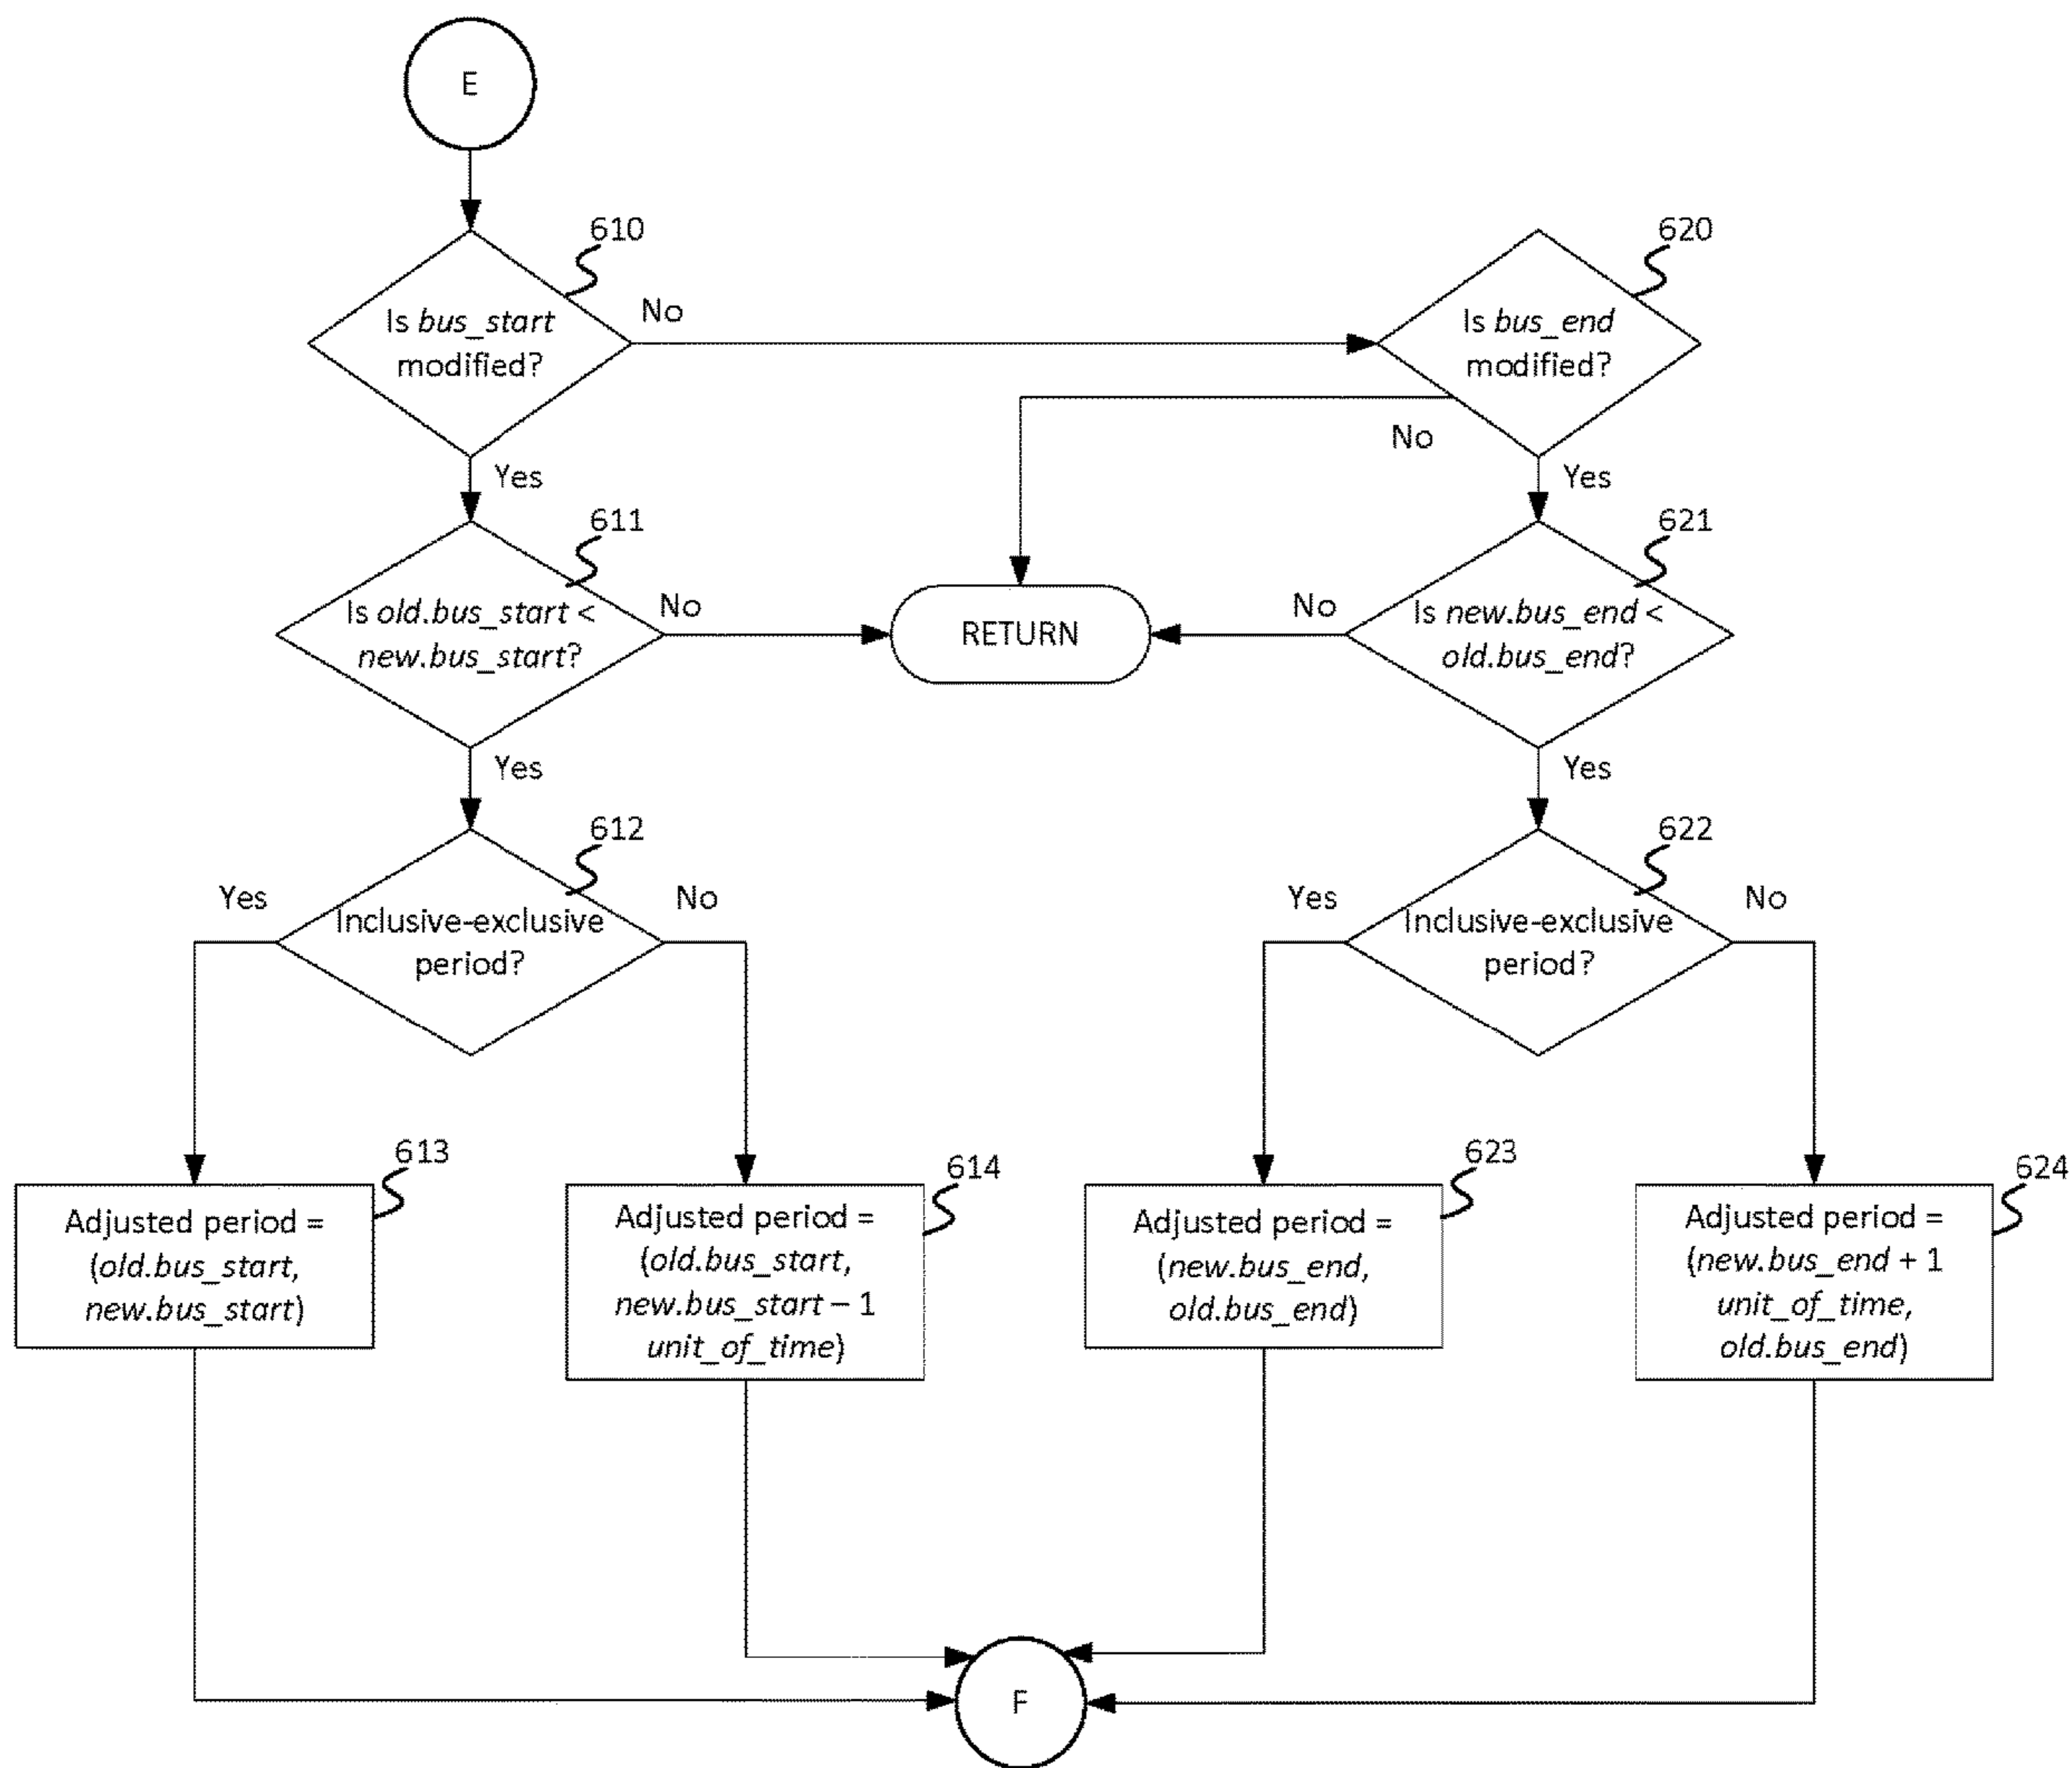 E
610
Is bus_start
modified?
No
620
Is bus_end
modified?
No
Yes
Yes
611
Is old.bus_start <
new.bus_start?
No
RETURN
No
621
Is new.bus_end <
old.bus_end?
Yes
Yes
612
Yes
Inclusive-exclusive
period?
No
622
Yes
Inclusive-exclusive
period?
No
613
Adjusted period =
(old.bus_start,
new.bus_start)
614
Adjusted period =
(old.bus_start,
new.bus_start – 1
unit_of_time)
623
Adjusted period =
(new.bus_end,
old.bus_end)
624
Adjusted period =
(new.bus_end + 1
unit_of_time,
old.bus_end)
F